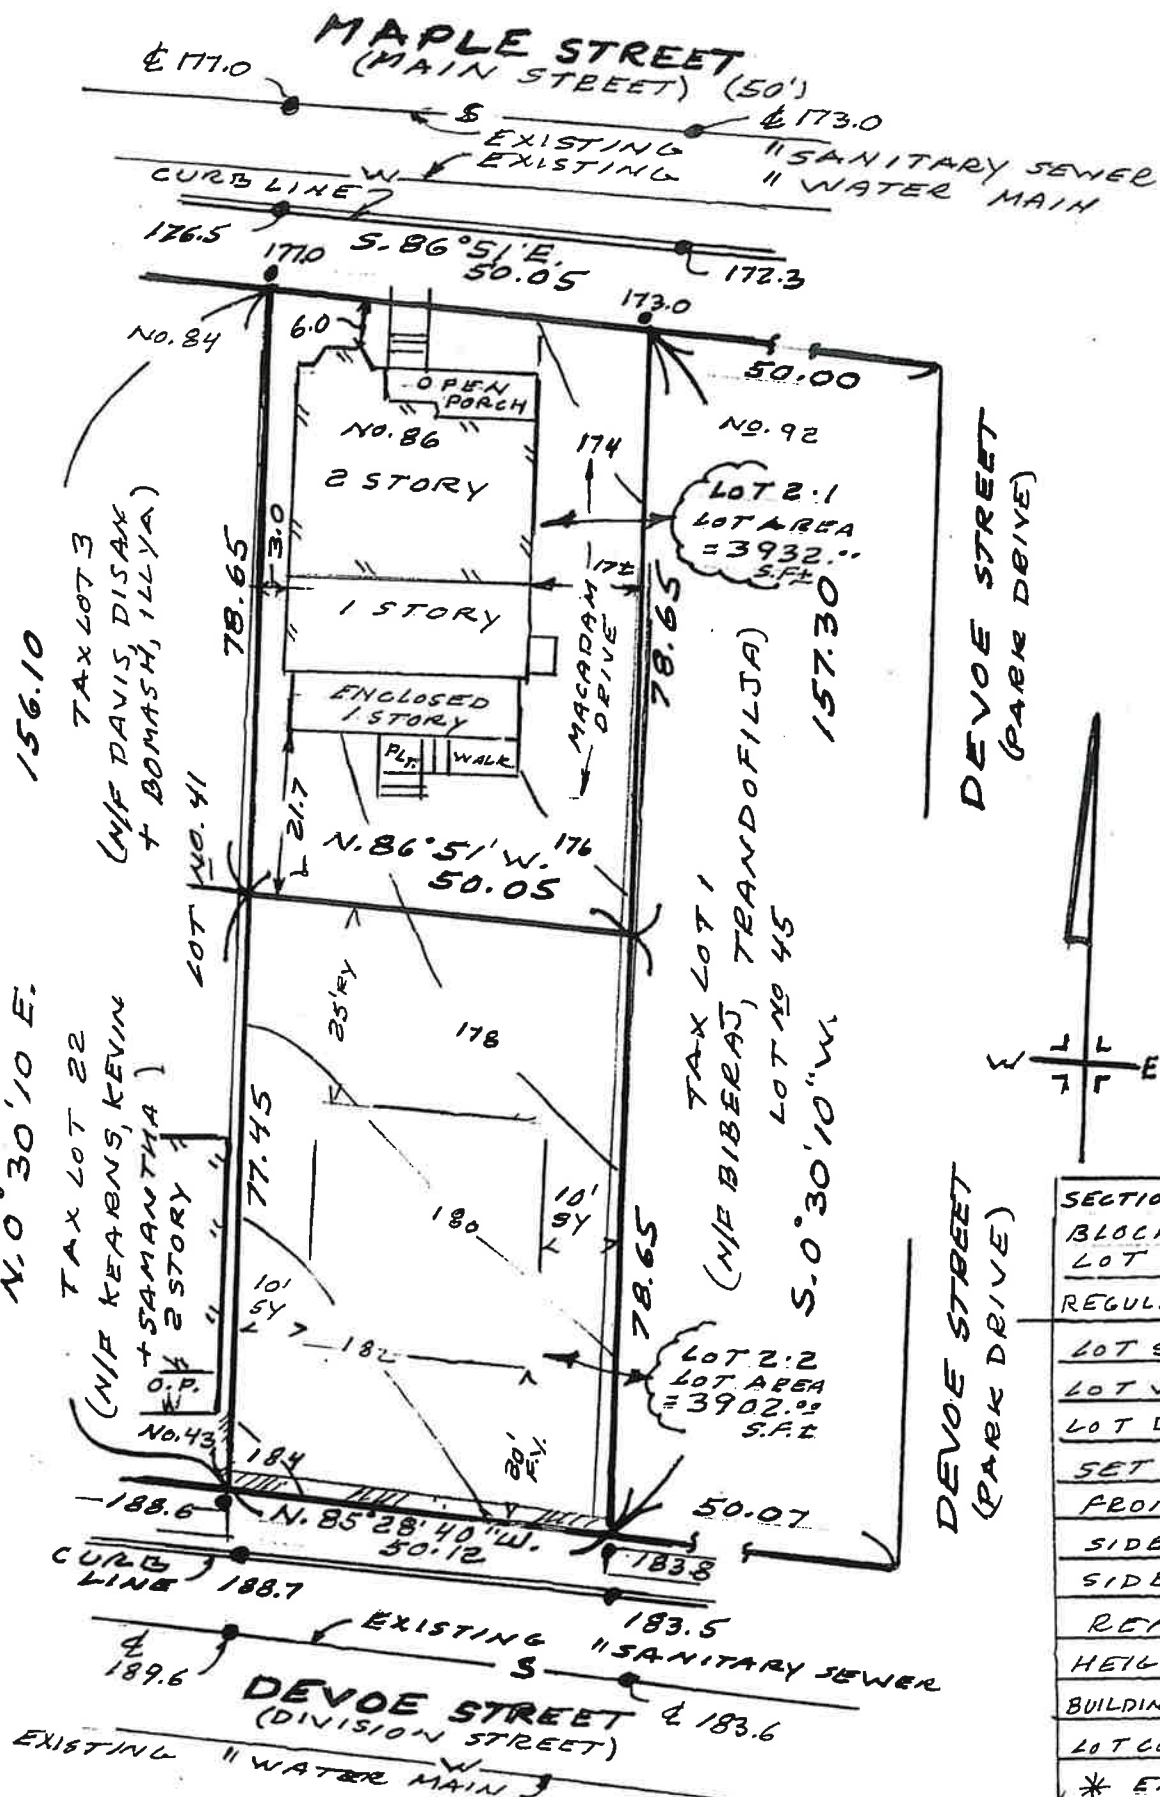 MAPLE STREET
(MAIN STREET) (50')
℄ 177.0
℄ 173.0
S
EXISTING "SANITARY SEWER
EXISTING " WATER MAIN
W
CURB LINE
176.5
172.3
177.0
S. 86°51'E.
50.05
173.0
No. 84
6.0
50.00
OPEN
PORCH
No. 86
2 STORY
No. 92
174
LOT 2.1
LOT AREA
= 3932.00
S.F.±
3.0
17±
78.65
78.65
1 STORY
MACADAM
DRIVE
157.30
156.10
TAX LOT 3
(N/F DAVIS, DISAN
+ BOMASH, ILLYA)
DEVOE STREET
(PARK DRIVE)
ENCLOSED
1 STORY
PLT.
WALK
21.7
LOT NO. 41
N. 86°51' W.
50.05
176
TAX LOT 1
(N/F BIBERAJ, TRANDOFILJA)
LOT NO 45
S. 0°30'10" W.
W
E
25' RY
178
N. 0°30'10 E.
TAX LOT 22
(N/F KEARNS, KEVIN
+ SAMANTHA)
2 STORY
77.45
10'
SY
180
10'
SY
78.65
O.P.
182
LOT 2.2
LOT AREA
= 3902.00
S.F.±
No. 43
184
F.Y.
DEVOE STREET
(PARK DRIVE)
188.6
N. 85°28'40"W.
50.12
50.07
183.8
CURB
LINE
188.7
183.5
℄
189.6
EXISTING "SANITARY SEWER
S
℄ 183.6
DEVOE STREET
(DIVISION STREET)
EXISTING " WATER MAIN
W
SECTIO
BLOC
LOT
REGUL
LOT S
LOT
LOT
SET
FRON
SIDE
SIDE
REA
HEIG
BUILDIN
LOT CO
* E